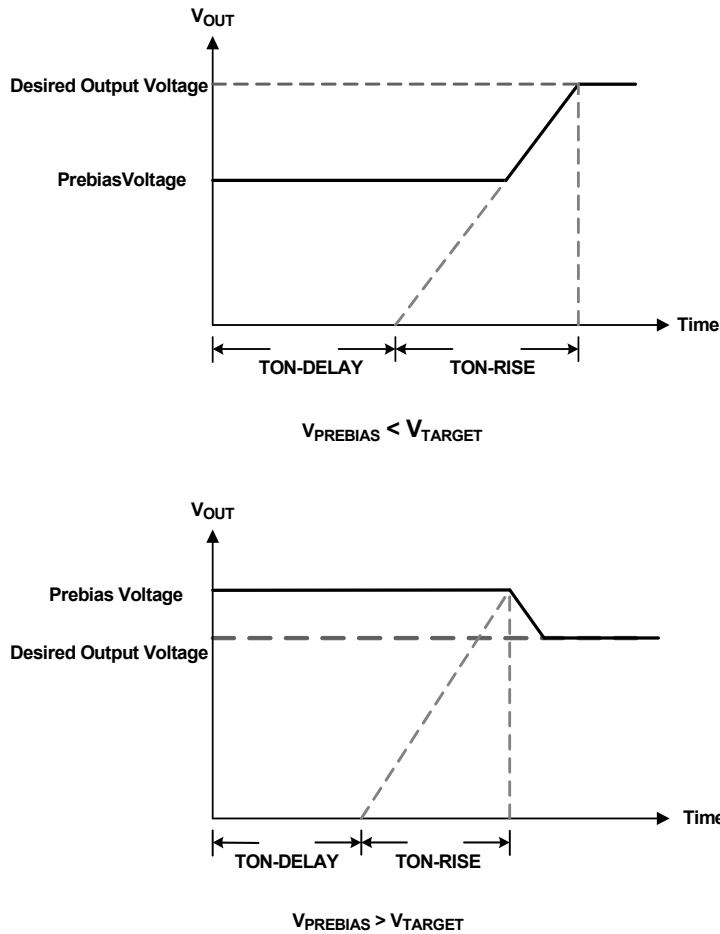 VOUT
Desired Output Voltage
PrebiasVoltage
Time
TON-DELAY TON-RISE
VPREBIAS < VTARGET
VOUT
Prebias Voltage
Desired Output Voltage
Time
TON-DELAY TON-RISE
VPREBIAS > VTARGET